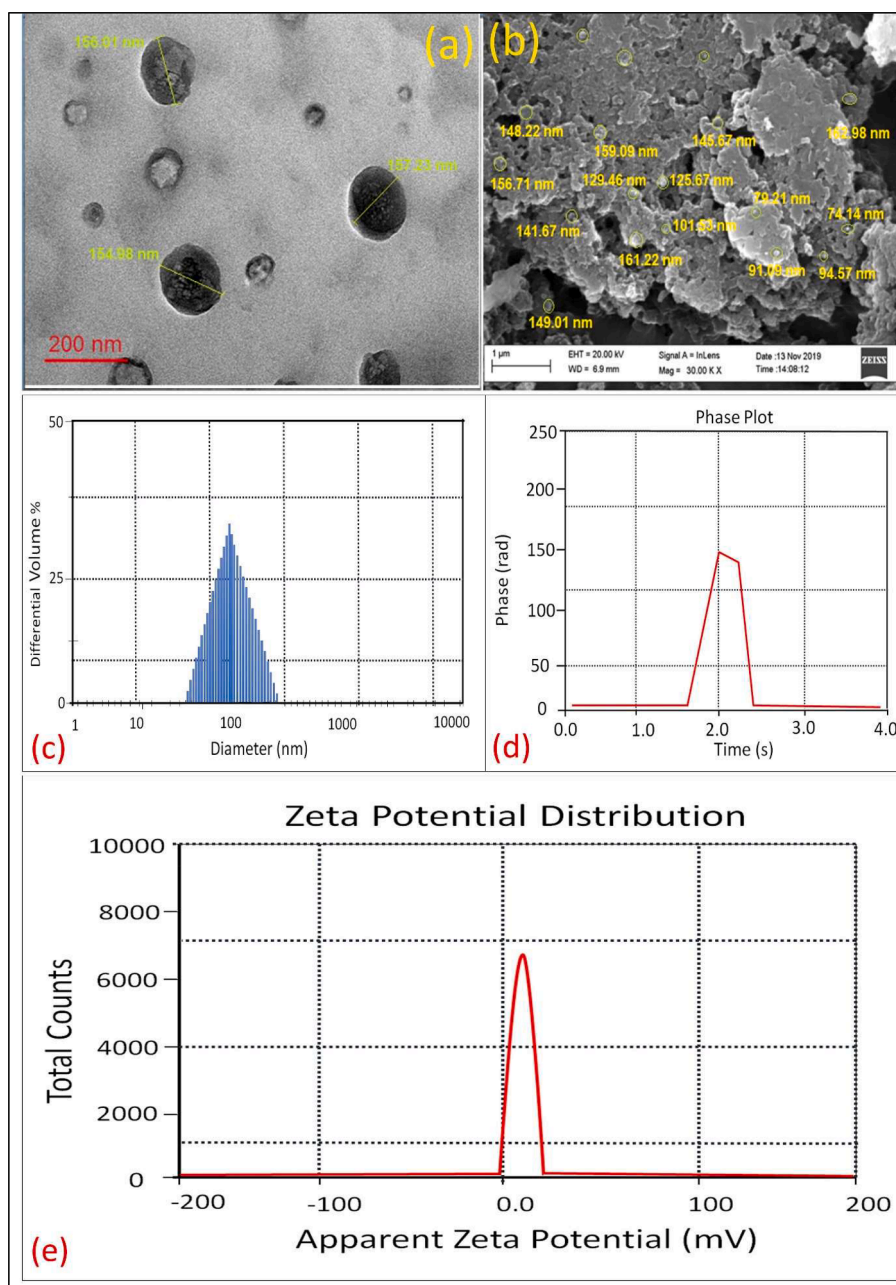 (a)
156.01 nm
157.23 nm
154.98 nm
200 nm
(b)
148.22 nm
159.09 nm
145.67 nm
156.71 nm
129.46 nm
125.67 nm
79.21 nm
74.14 nm
141.67 nm
161.22 nm
91.09 nm
94.57 nm
149.01 nm
1 µm
EHT = 20.00 kV
Signal A = InLens
Date :13 Nov 2019
ZEISS
WD = 6.9 mm
Mag = 30.00 K X
Time :14:08:12
50
25
0
Differential Volume %
1
10
100
1000
10000
Diameter (nm)
(c)
Phase Plot
250
200
150
100
50
0
Phase (rad)
0.0
1.0
2.0
3.0
4.0
Time (s)
(d)
Zeta Potential Distribution
10000
8000
6000
4000
2000
0
Total Counts
-200
-100
0.0
100
200
Apparent Zeta Potential (mV)
(e)